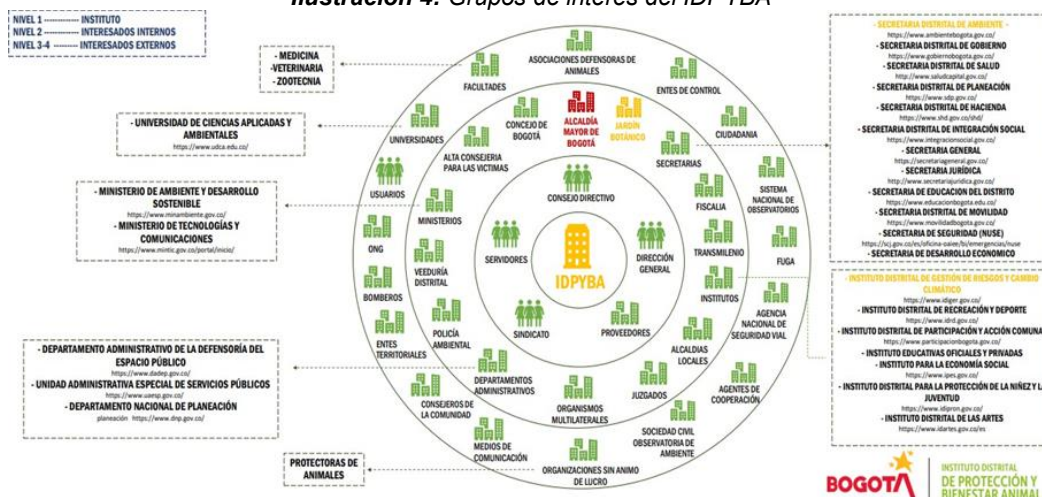 Ilustración 4: Grupos de interés del IDPYBA
NIVEL 1 ------------- INSTITUTO
NIVEL 2 ----------- INTERESADOS INTERNOS
NIVEL 3-4 ---------- INTERESADOS EXTERNOS
- MEDICINA
-VETERINARIA
- ZOOTECNIA
- UNIVERSIDAD DE CIENCIAS APLICADAS Y
AMBIENTALES
https://www.udca.edu.co/
- MINISTERIO DE AMBIENTE Y DESARROLLO
SOSTENIBLE
https://www.minambiente.gov.co/
- MINISTERIO DE TECNOLOGÍAS Y
COMUNICACIONES
https://www.mintic.gov.co/portal/inicio/
- DEPARTAMENTO ADMINISTRATIVO DE LA DEFENSORÍA DEL
ESPACIO PÚBLICO
https://www.dadep.gov.co/
- UNIDAD ADMINISTRATIVA ESPECIAL DE SERVICIOS PÚBLICOS
https://www.uaesp.gov.co/
- DEPARTAMENTO NACIONAL DE PLANEACIÓN
planeación https://www.dnp.gov.co/
PROTECTORAS DE
ANIMALES
ASOCIACIONES DEFENSORAS DE
ANIMALES
FACULTADES
ENTES DE CONTROL
UNIVERSIDADES
CIUDADANIA
USUARIOS
SISTEMA
NACIONAL DE
OBSERVATORIOS
ONG
FUGA
BOMBEROS
AGENCIA
NACIONAL DE
SEGURIDAD VIAL
ENTES
TERRITORIALES
AGENTES DE
COOPERACIÓN
CONSEJEROS DE
LA COMUNIDAD
SOCIEDAD CIVIL
OBSERVATORIA DE
AMBIENTE
MEDIOS DE
COMUNICACIÓN
ORGANIZACIONES SIN ANIMO
DE LUCRO
CONCEJO DE
BOGOTÁ
ALCALDÍA
MAYOR DE
BOGOTÁ
JARDÍN
BOTÁNICO
ALTA CONSEJERIA
PARA LAS VICTIMAS
SECRETARIAS
MINISTERIOS
FISCALIA
VEEDURÍA
DISTRITAL
TRANSMILENIO
INSTITUTOS
POLICÍA
AMBIENTAL
ALCALDIAS
LOCALES
DEPARTAMENTOS
ADMINISTRATIVOS
JUZGADOS
ORGANISMOS
MULTILATERALES
CONSEJO DIRECTIVO
SERVIDORES
DIRECCIÓN
GENERAL
SINDICATO
PROVEEDORES
IDPYBA
- SECRETARIA DISTRITAL DE AMBIENTE -
https://www.ambientebogota.gov.co/
- SECRETARIA DISTRITAL DE GOBIERNO
https://www.gobiernobogota.gov.co/
- SECRETARIA DISTRITAL DE SALUD
http://www.saludcapital.gov.co/
- SECRETARIA DISTRITAL DE PLANEACIÓN
https://www.sdp.gov.co/
- SECRETARIA DISTRITAL DE HACIENDA
https://www.shd.gov.co/shd/
- SECRETARIA DISTRITAL DE INTEGRACIÓN SOCIAL
https://www.integracionsocial.gov.co/
- SECRETARIA GENERAL
https://secretariageneral.gov.co/
- SECRETARIA JURÍDICA
http://www.secretariajuridica.gov.co/
- SECRETARIA DE EDUCACION DEL DISTRITO
https://www.educacionbogota.edu.co/
- SECRETARIA DISTRITAL DE MOVILIDAD
https://www.movilidadbogota.gov.co/
- SECRETARIA DE SEGURIDAD (NUSE)
https://scj.gov.co/es/oficina-oaiee/bi/emergencias/nuse
- SECRETARIA DE DESARROLLO ECONOMICO
- INSTITUTO DISTRITAL DE GESTIÓN DE RIESGOS Y CAMBIO
CLIMÁTICO
https://www.idiger.gov.co/
- INSTITUTO DISTRITAL DE RECREACIÓN Y DEPORTE
https://www.idrd.gov.co/
- INSTITUTO DISTRITAL DE PARTICIPACIÓN Y ACCIÓN COMUNA
https://www.participacionbogota.gov.co/
- INSTITUTO EDUCATIVAS OFICIALES Y PRIVADAS
- INSTITUTO PARA LA ECONOMÍA SOCIAL
https://www.ipes.gov.co/
- INSTITUTO DISTRITAL PARA LA PROTECCIÓN DE LA NIÑEZ Y LA
JUVENTUD
https://www.idipron.gov.co/
- INSTITUTO DISTRITAL DE LAS ARTES
https://www.idartes.gov.co/es
BOGOTÁ
INSTITUTO DISTRITAL
DE PROTECCIÓN Y
BIENESTAR ANIMAL